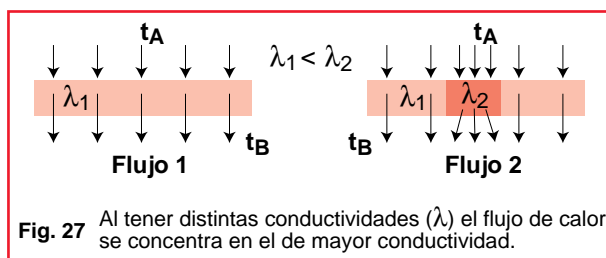 tA
λ1 < λ2
tA
λ1
λ1
λ2
tB
tB
Flujo 1
Flujo 2
Fig. 27 Al tener distintas conductividades (λ) el flujo de calor
se concentra en el de mayor conductividad.